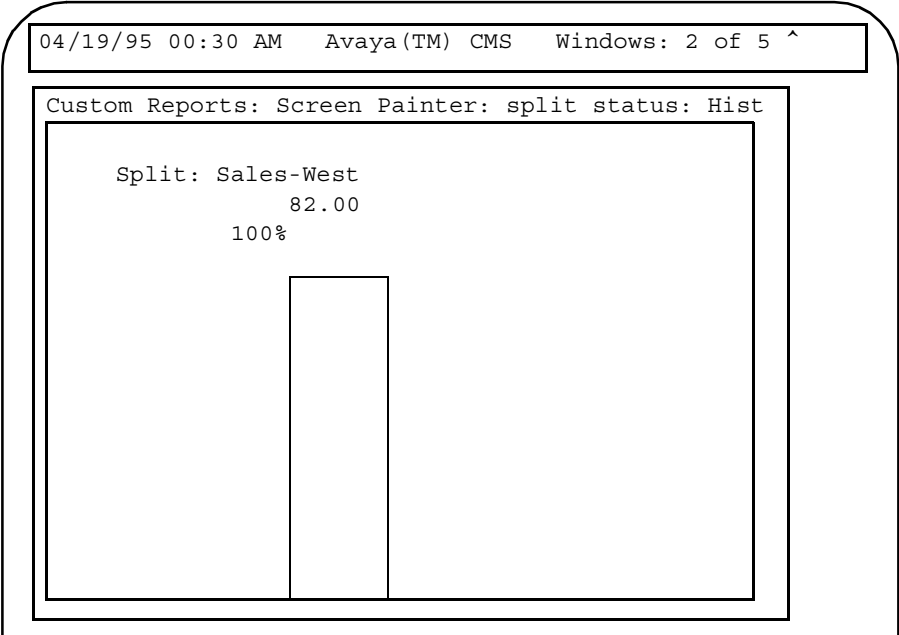 04/19/95 00:30 AM Avaya(TM) CMS Windows: 2 of 5 ^
Custom Reports: Screen Painter: split status: Hist
Split: Sales-West
82.00
100%